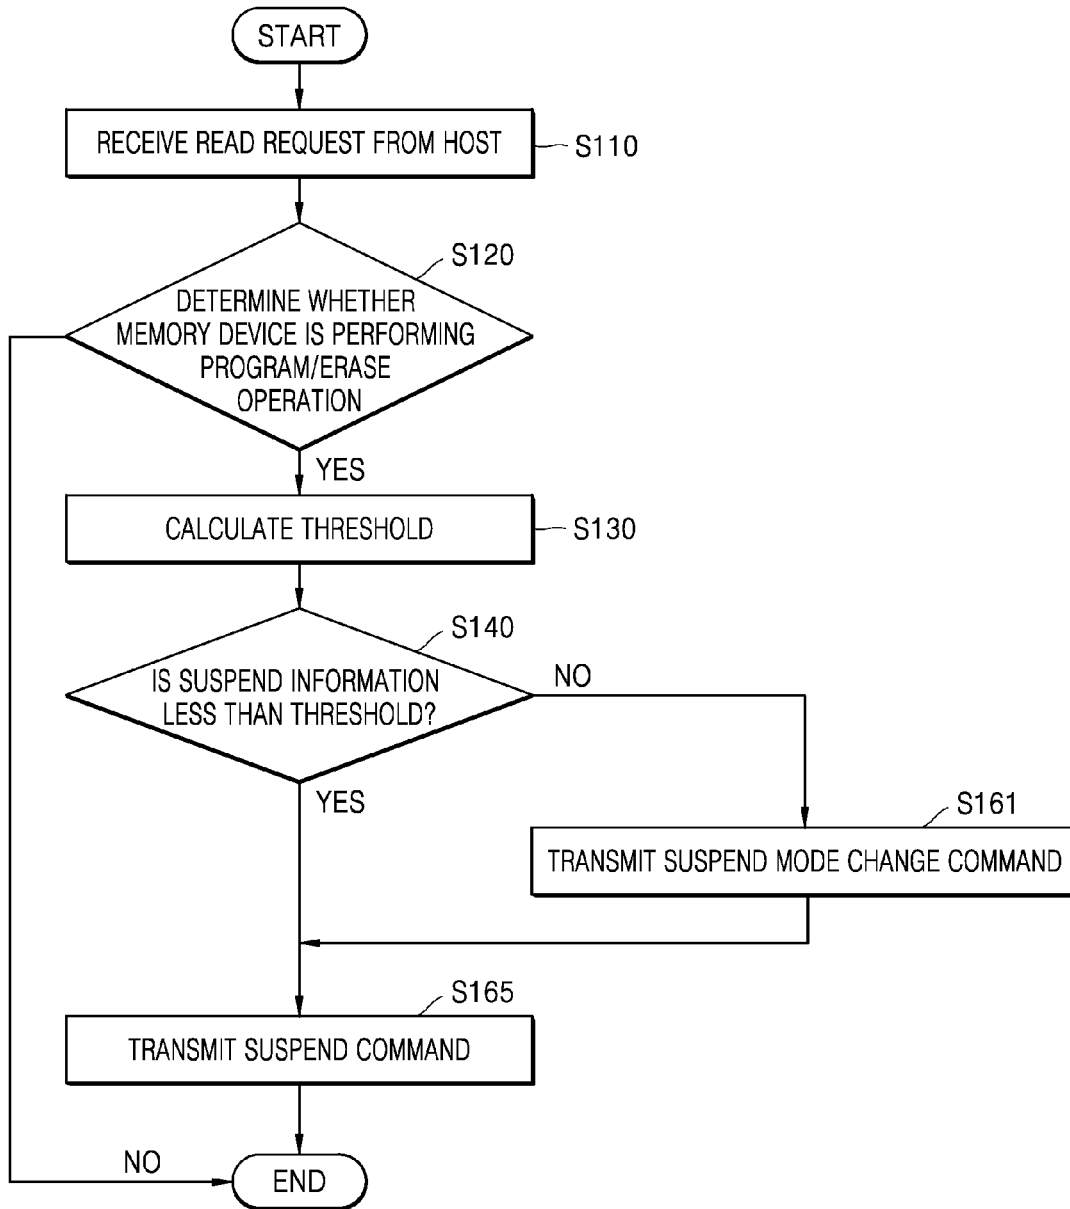 START
RECEIVE READ REQUEST FROM HOST
S110
S120
DETERMINE WHETHER
MEMORY DEVICE IS PERFORMING
PROGRAM/ERASE
OPERATION
YES
CALCULATE THRESHOLD
S130
S140
IS SUSPEND INFORMATION
LESS THAN THRESHOLD?
NO
YES
S161
TRANSMIT SUSPEND MODE CHANGE COMMAND
S165
TRANSMIT SUSPEND COMMAND
NO
END